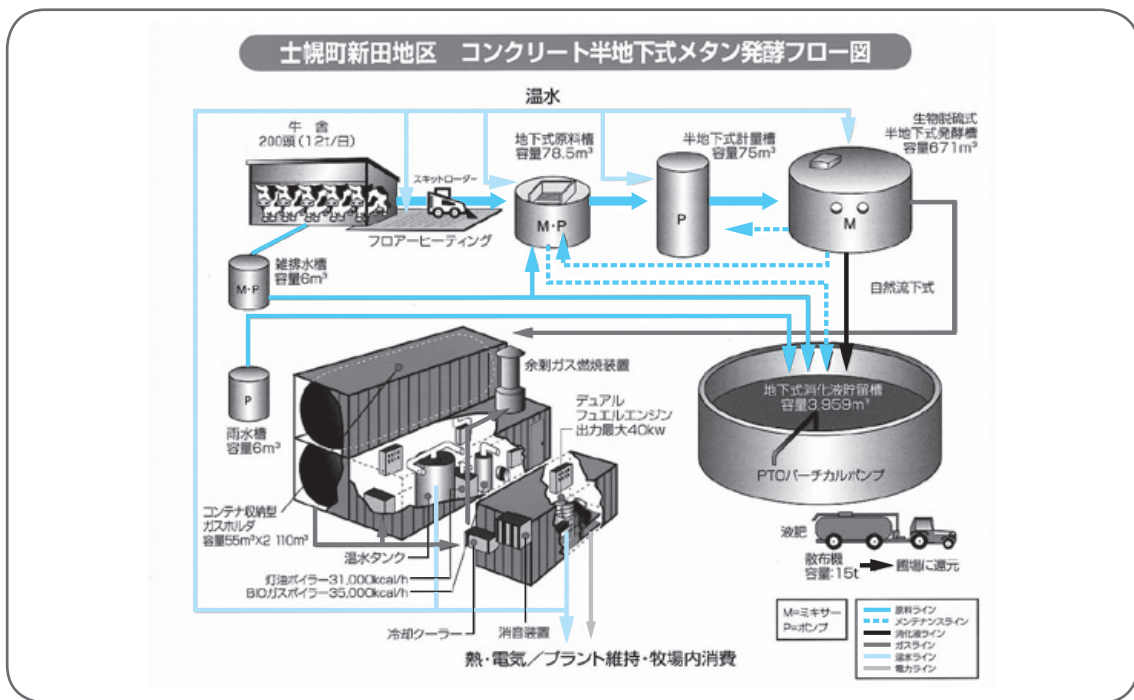 士幌町新田地区 コンクリート半地下式メタン発酵フロー図
温水
牛舎
200頭(12t/日)
スキットローダー
フロアーヒーティング
地下式原料槽
容量78.5m³
M・P
半地下式計量槽
容量75m³
P
生物脱硫式
半地下式発酵槽
容量671m³
M
雑排水槽
容量6m³
M・P
自然流下式
P
雨水槽
容量6m³
余剰ガス燃焼装置
デュアル
フュエルエンジン
出力最大40kw
地下式消化液貯留槽
容量3,959m³
PTOバーチカルポンプ
コンテナ収納型
ガスホルダ
容量55m³×2 110m³
温水タンク
灯油ボイラー31,000kcal/h
BIOガスボイラー35,000kcal/h
冷却クーラー
消音装置
液肥
散布機
容量:15t
圃場に還元
熱・電気/プラント維持・牧場内消費
M=ミキサー
P=ポンプ
原料ライン
メンテナンスライン
消化液ライン
ガスライン
温水ライン
電力ライン